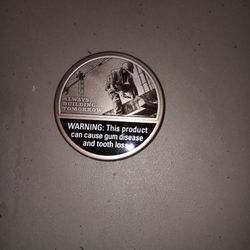 ALWAYS
BUILDING
TOMORROW
WARNING: This product
can cause gum disease
and tooth loss.